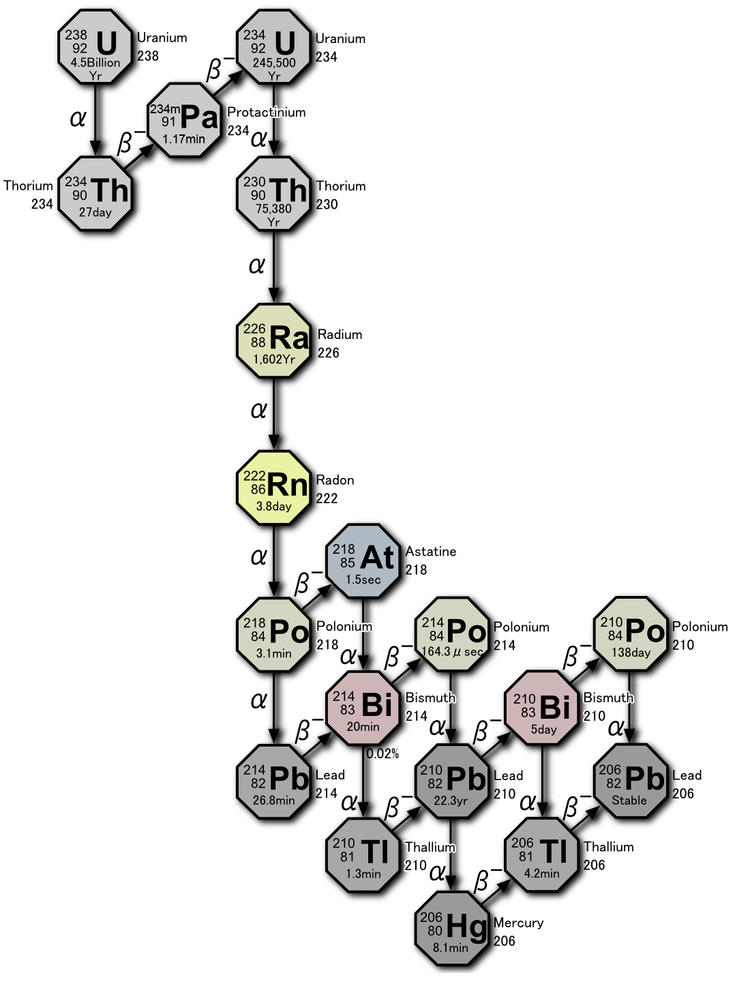 238
92 U
4.5Billion
Yr
Uranium
238
234
92 U
245,500
Yr
Uranium
234
β−
α
234m
91 Pa
1.17min
Protactinium
234
α
β−
Thorium
234
234
90 Th
27day
230
90 Th
75,380
Yr
Thorium
230
α
226
88 Ra
1,602Yr
Radium
226
α
222
86 Rn
3.8day
Radon
222
α
β−
218
85 At
1.5sec
Astatine
218
218
84 Po
3.1min
Polonium
218
α
β−
214
84 Po
164.3 μ sec
Polonium
214
β−
210
84 Po
138day
Polonium
210
α
β−
214
83 Bi
20min
Bismuth
214
0.02%
α
β−
210
83 Bi
5day
Bismuth
210
α
214
82 Pb
26.8min
Lead
214
α
β−
210
82 Pb
22.3yr
Lead
210
α
β−
206
82 Pb
Stable
Lead
206
210
81 Tl
1.3min
Thallium
210
α
β−
206
81 Tl
4.2min
Thallium
206
206
80 Hg
8.1min
Mercury
206